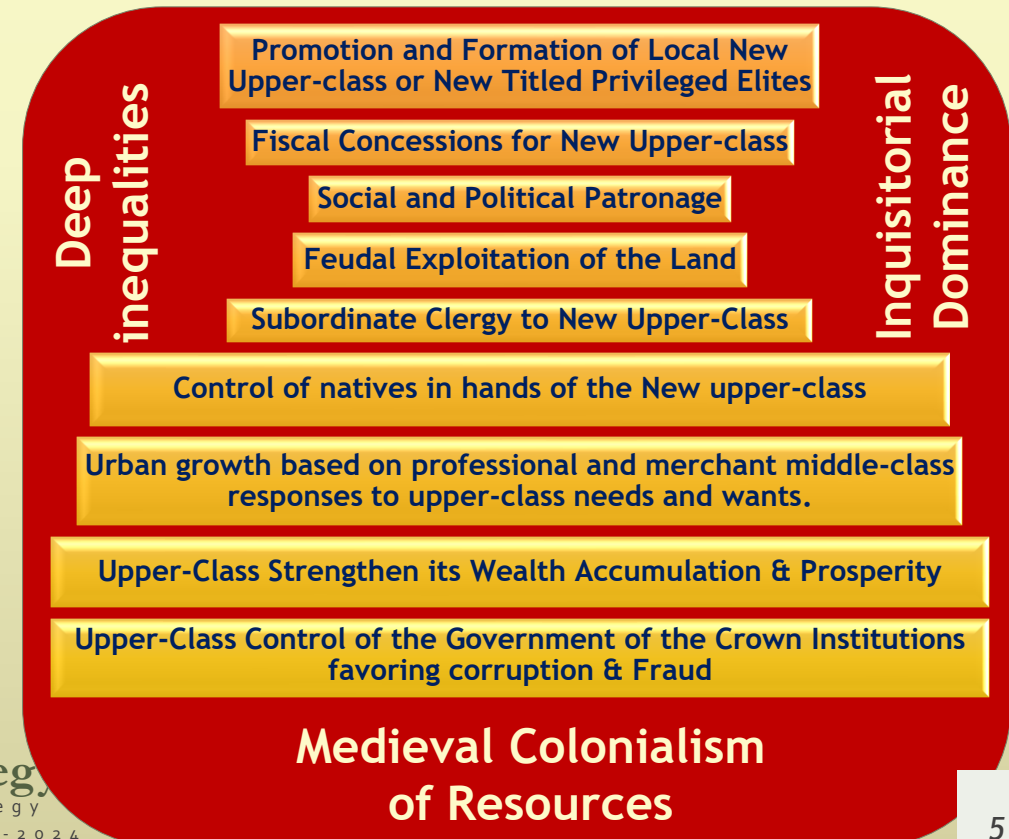 Promotion and Formation of Local New
Upper-class or New Titled Privileged Elites
Deep
inequalities
Inquisitorial
Dominance
Fiscal Concessions for New Upper-class
Social and Political Patronage
Feudal Exploitation of the Land
Subordinate Clergy to New Upper-Class
Control of natives in hands of the New upper-class
Urban growth based on professional and merchant middle-class
responses to upper-class needs and wants.
Upper-Class Strengthen its Wealth Accumulation & Prosperity
Upper-Class Control of the Government of the Crown Institutions
favoring corruption & Fraud
Medieval Colonialism
of Resources
5